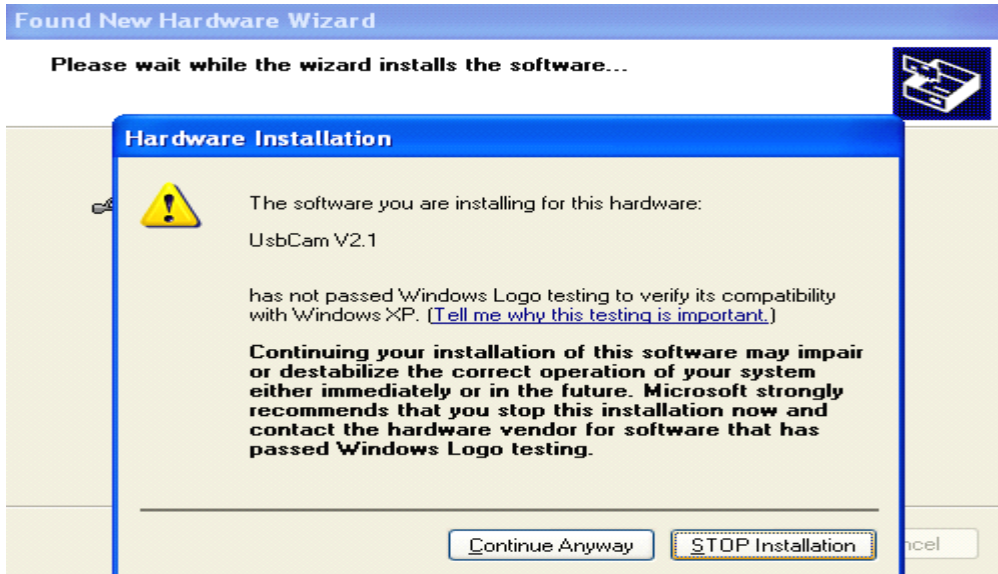 Found New Hardware Wizard
Please wait while the wizard installs the software...
Hardware Installation
The software you are installing for this hardware:
UsbCam V2.1
has not passed Windows Logo testing to verify its compatibility
with Windows XP. (Tell me why this testing is important.)
Continuing your installation of this software may impair
or destabilize the correct operation of your system
either immediately or in the future. Microsoft strongly
recommends that you stop this installation now and
contact the hardware vendor for software that has
passed Windows Logo testing.
Continue Anyway
STOP Installation
ncel